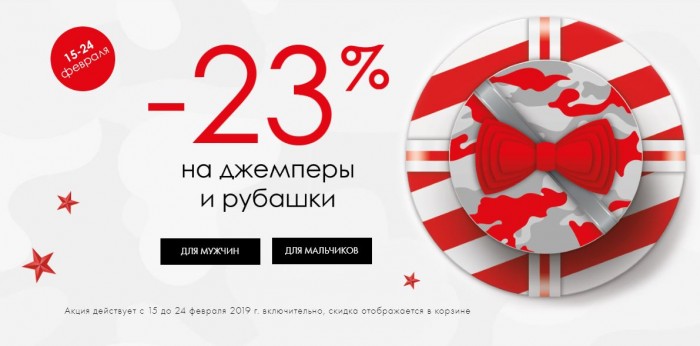 15-24
февраля
-23%
на джемперы
и рубашки
ДЛЯ МУЖЧИН
ДЛЯ МАЛЬЧИКОВ
Акция действует с 15 до 24 февраля 2019 г. включительно, скидка отображается в корзине